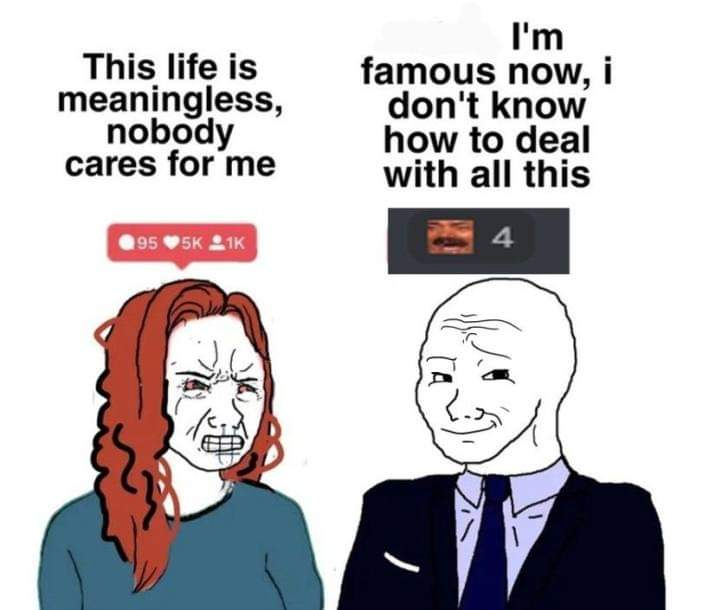 This life is
meaningless,
nobody
cares for me
95 5K 1K
I'm
famous now, i
don't know
how to deal
with all this
4